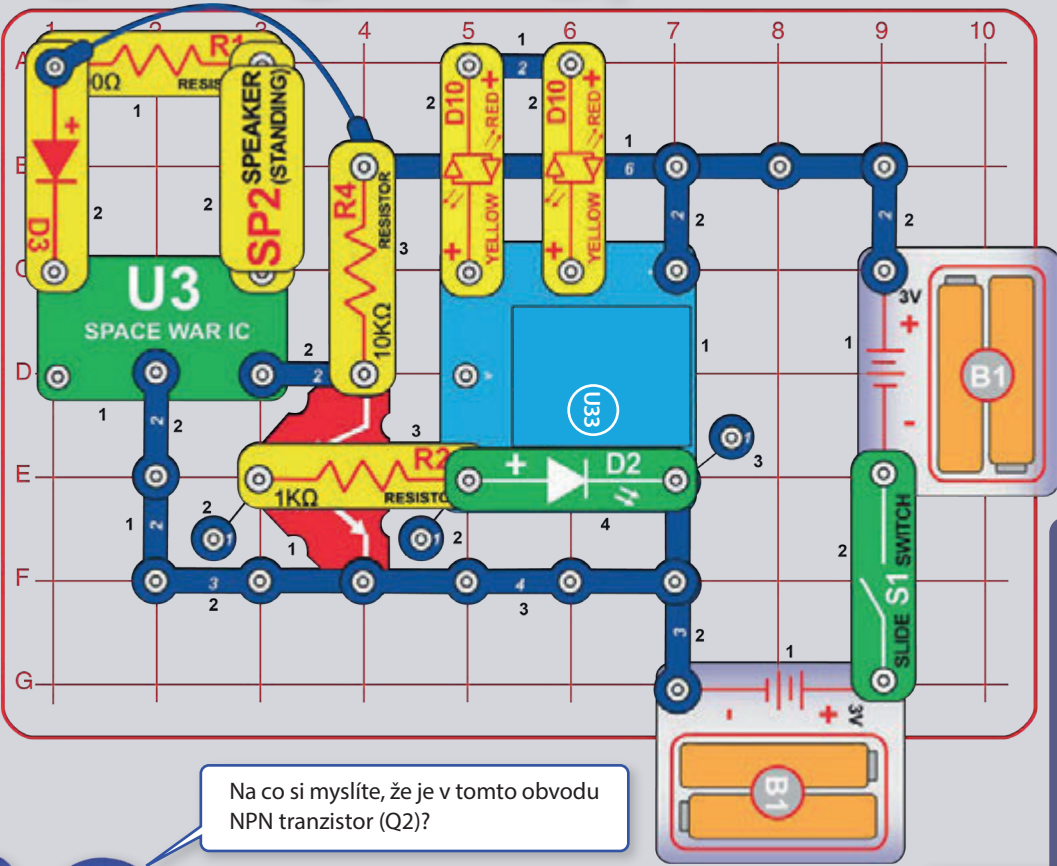 1 2 3 4 5 6 7 8 9 10
A
B
C
D
E
F
G
R1
0Ω
RESIS
1
D3
+
2
SP2 SPEAKER
(STANDING)
2
U3
SPACE WAR IC
1
R4
RESISTOR
10KΩ
3
D10
RED +
YELLOW
+
2
D10
RED +
YELLOW
+
2
1
2
1
6
2
2
2
2
U33
1
2
2
3
R2
1KΩ
RESISTO
3
+ D2
4
1
3
1
2
1
2
1
2
2
2
1
3
2
4
3
3
2
3V
+
-
B1
1
SLIDE S1 SWITCH
2
1
- +
3V
B1
Na co si myslíte, že je v tomto obvodu
NPN tranzistor (Q2)?